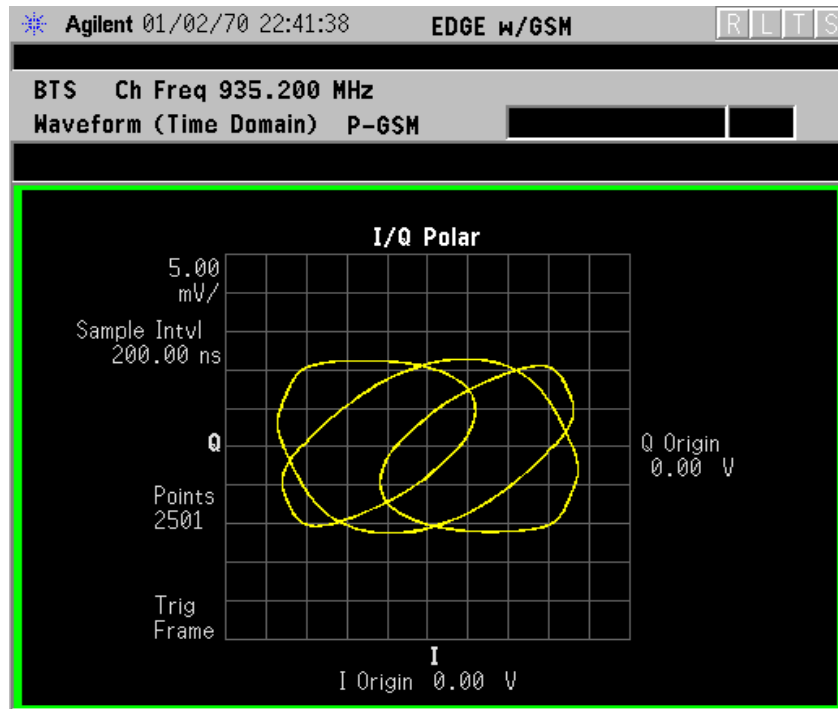 Agilent 01/02/70 22:41:38 EDGE w/GSM R L T S
BTS Ch Freq 935.200 MHz
Waveform (Time Domain) P-GSM
I/Q Polar
5.00
mV/
Sample Intvl
200.00 ns
Q
Q Origin
0.00 V
Points
2501
Trig
Frame
I
I Origin 0.00 V